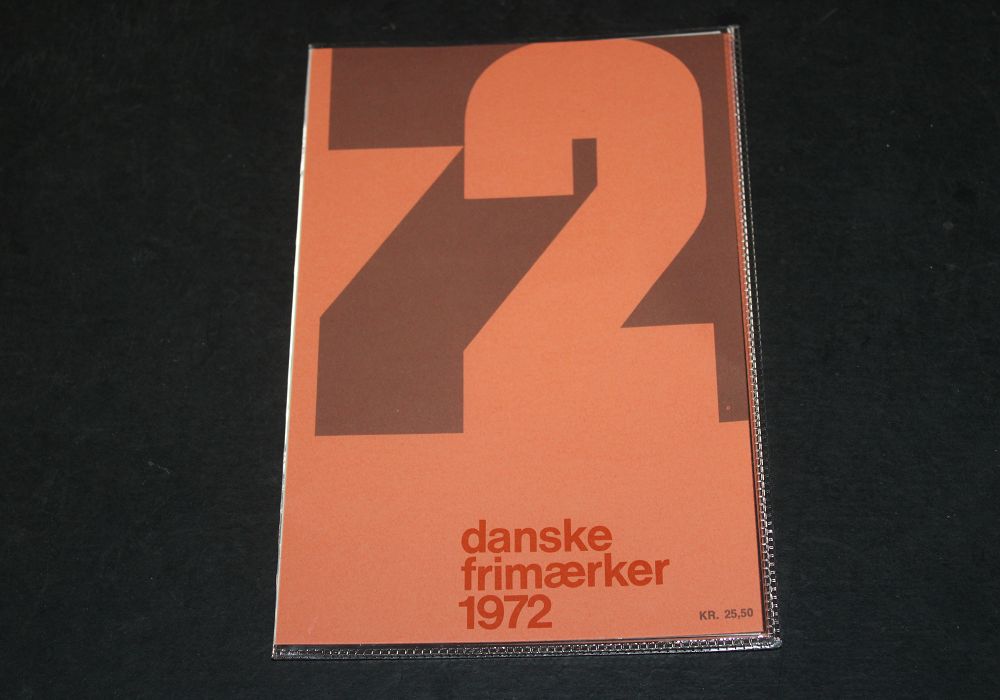 72
danske
frimærker
1972
KR. 25,50